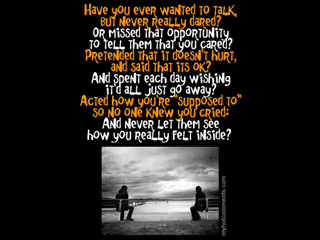 Have you ever wanted to talk,
but never really dared?
Or missed that opportunity
to tell them that you cared?
Pretended that it doesn't hurt,
and said that its ok?
And spent each day wishing
it'd all just go away?
Acted how you're "supposed to"
so no one knew you cried:
And never let them see
how you really felt inside?